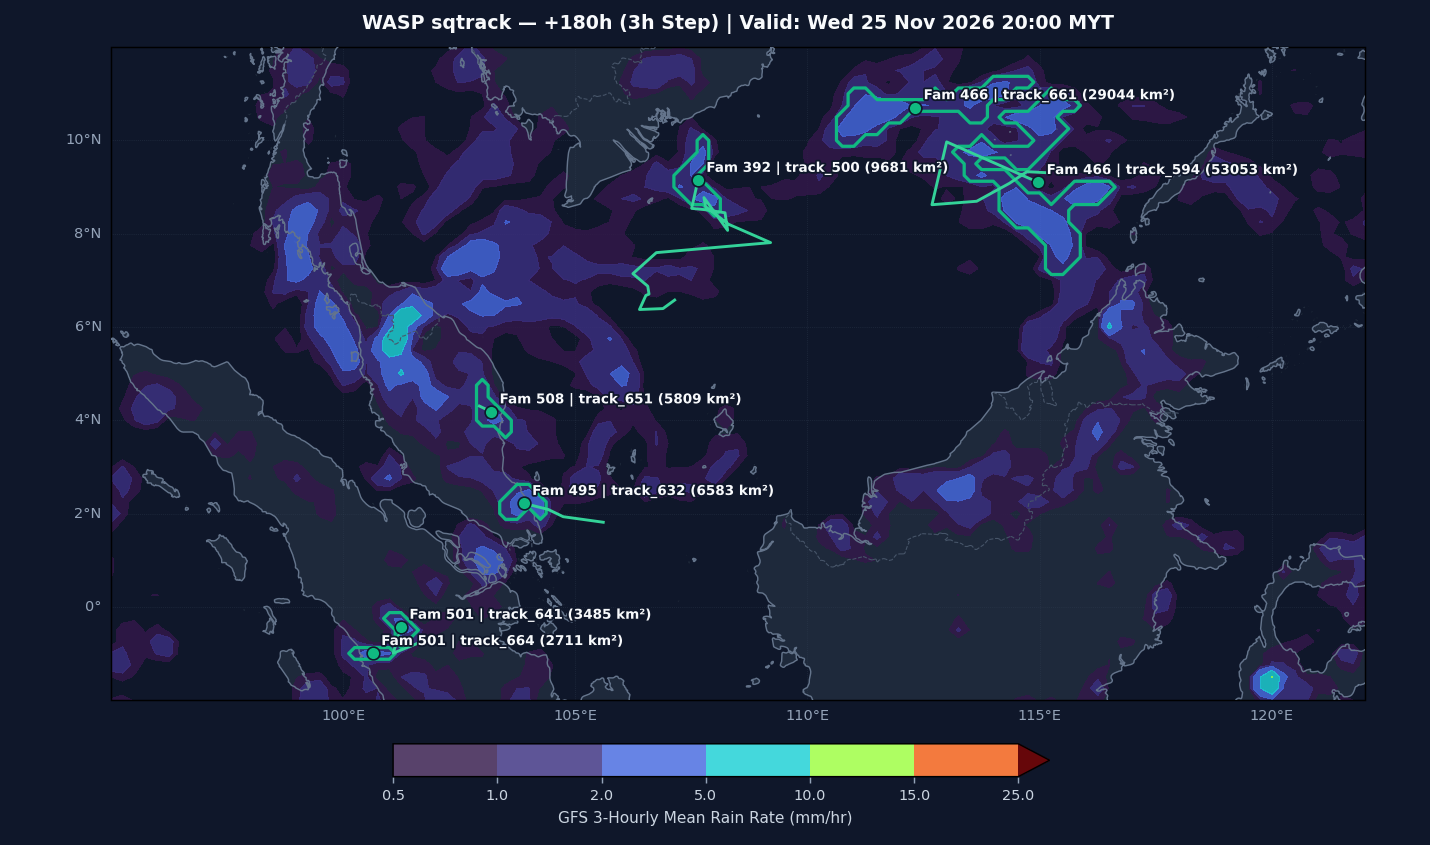 WASP sqtrack — +180h (3h Step) | Valid: Wed 25 Nov 2026 20:00 MYT
Fam 466 | track_661 (29044 km²)
10°N
Fam 392 | track_500 (9681 km²)
Fam 466 | track_594 (53053 km²)
8°N
6°N
4°N
Fam 508 | track_651 (5809 km²)
Fam 495 | track_632 (6583 km²)
2°N
0°
Fam 501 | track_641 (3485 km²)
Fam 501 | track_664 (2711 km²)
100°E 105°E 110°E 115°E 120°E
0.5 1.0 2.0 5.0 10.0 15.0 25.0
GFS 3-Hourly Mean Rain Rate (mm/hr)